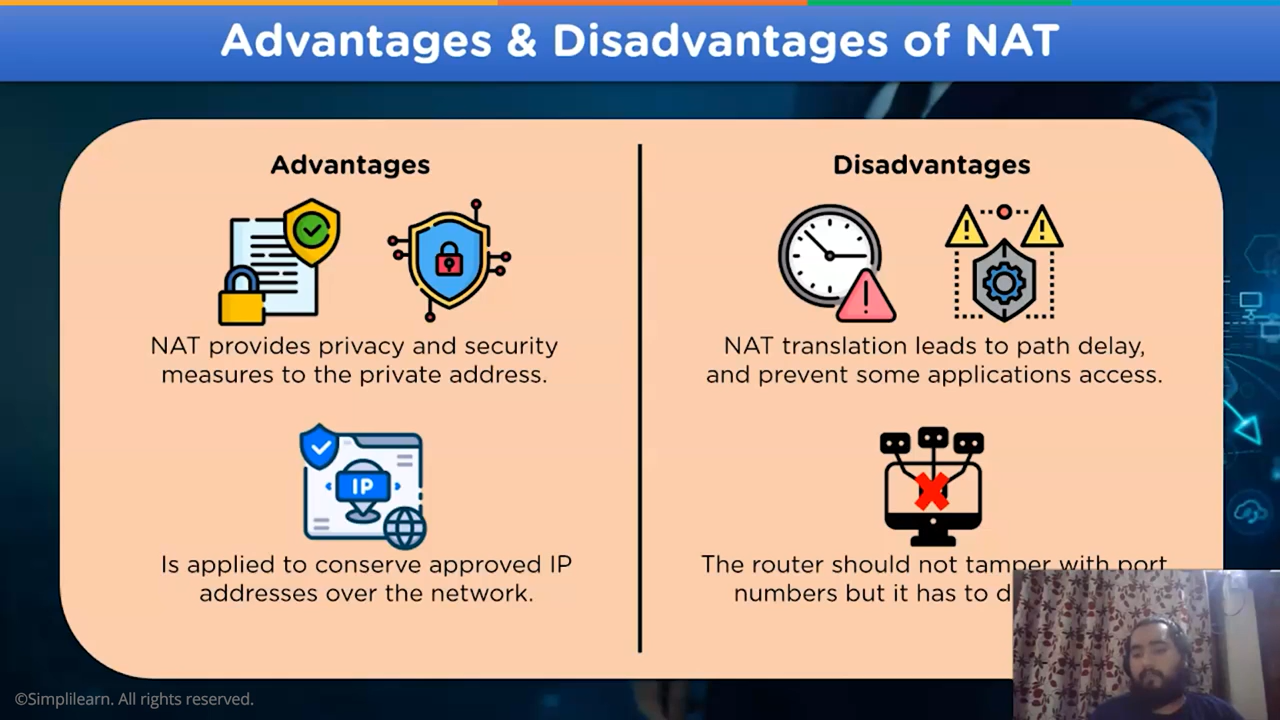 Advantages & Disadvantages of NAT
Advantages
NAT provides privacy and security
measures to the private address.
IP
Is applied to conserve approved IP
addresses over the network.
Disadvantages
NAT translation leads to path delay,
and prevent some applications access.
The router should not tamper with port
numbers but it has to
©Simplilearn. All rights reserved.